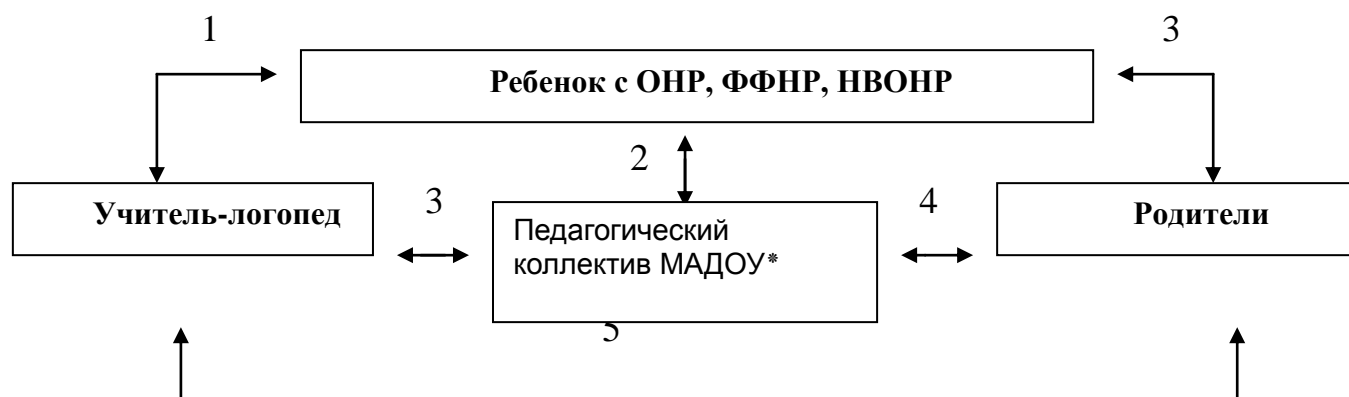 1
3
Ребенок с ОНР, ФФНР, НВОНР
2
Учитель-логопед
3
Педагогический
коллектив МАДОУ*
4
Родители
5